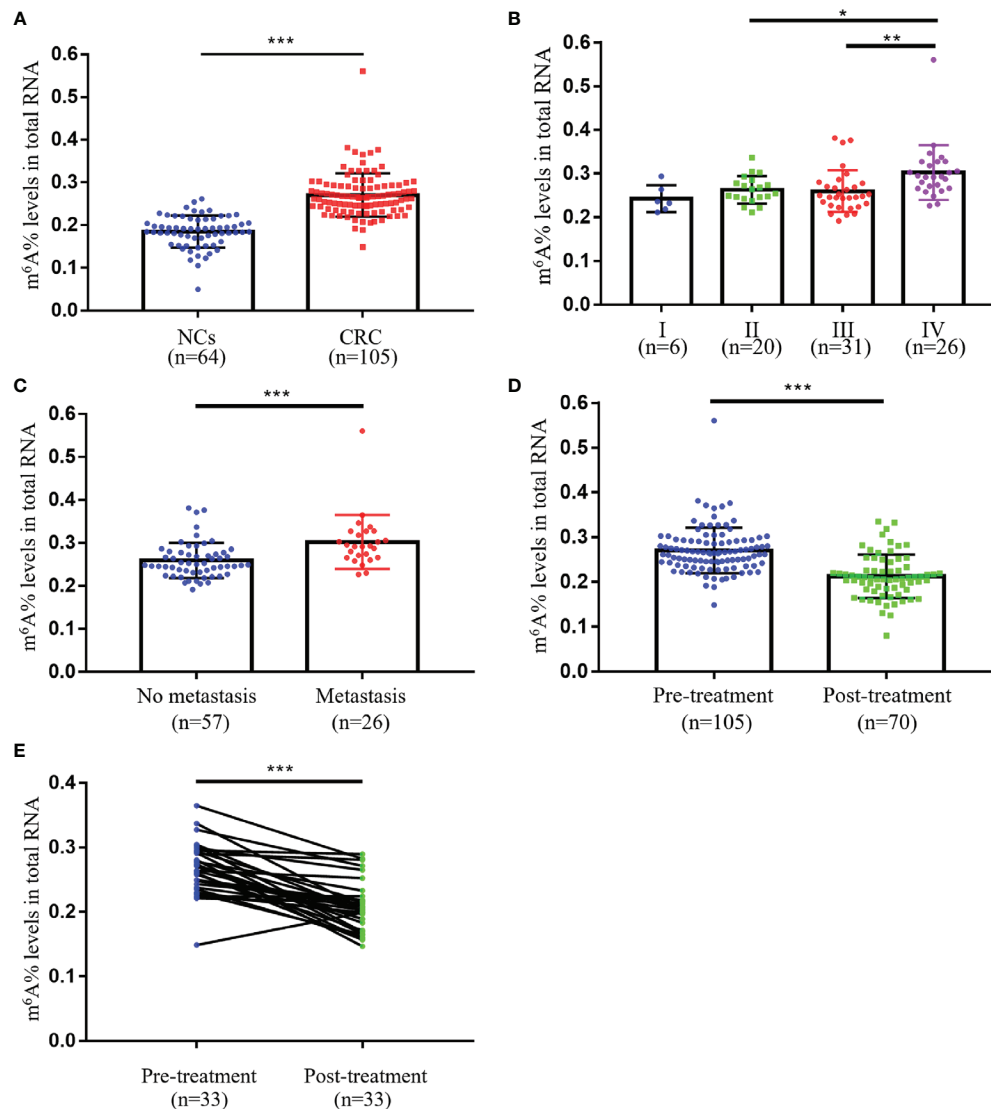 A
***
m⁶A% levels in total RNA
0.6
0.5
0.4
0.3
0.2
0.1
0.0
NCs
(n=64)
CRC
(n=105)
B
*
**
m⁶A% levels in total RNA
0.6
0.5
0.4
0.3
0.2
0.1
0.0
I
(n=6)
II
(n=20)
III
(n=31)
IV
(n=26)
C
***
m⁶A% levels in total RNA
0.6
0.5
0.4
0.3
0.2
0.1
0.0
No metastasis
(n=57)
Metastasis
(n=26)
D
***
m⁶A% levels in total RNA
0.6
0.5
0.4
0.3
0.2
0.1
0.0
Pre-treatment
(n=105)
Post-treatment
(n=70)
E
***
m⁶A% levels in total RNA
0.4
0.3
0.2
0.1
0.0
Pre-treatment
(n=33)
Post-treatment
(n=33)